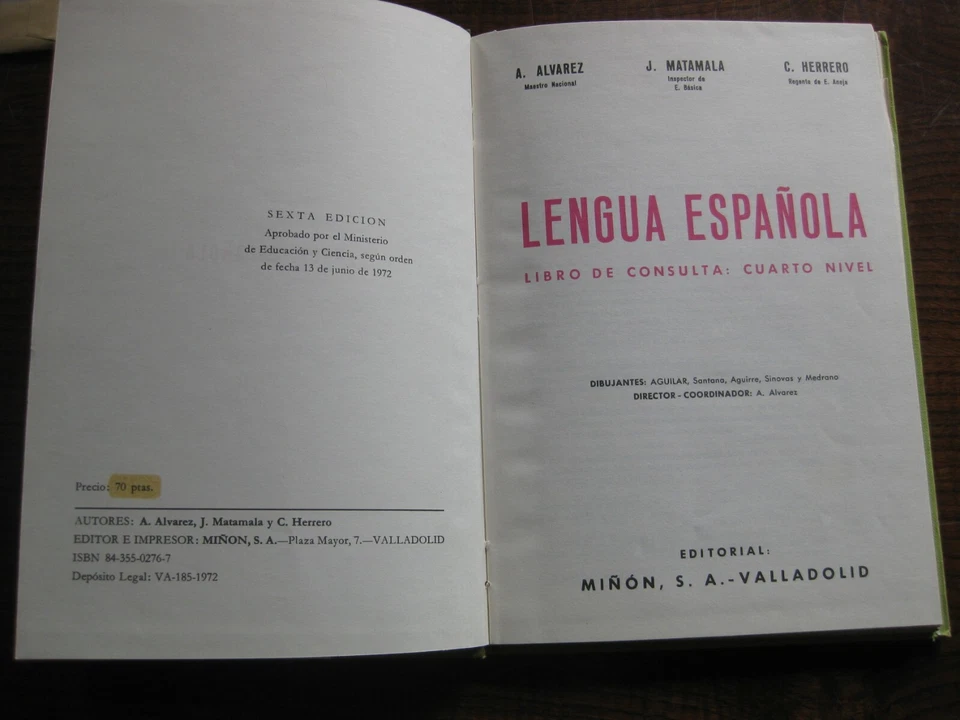 SEXTA EDICION
Aprobado por el Ministerio
de Educación y Ciencia, según orden
de fecha 13 de junio de 1972
Precio: 70 ptas.
AUTORES: A. Alvarez, J. Matamala y C. Herrero
EDITOR E IMPRESOR: MIÑON, S. A.—Plaza Mayor, 7.—VALLADOLID
ISBN 84-355-0276-7
Depósito Legal: VA-185-1972
A. ALVAREZ
Maestro Nacional
J. MATAMALA
Inspector de
E. Básica
C. HERRERO
Regente de E. Aneja
LENGUA ESPAÑOLA
LIBRO DE CONSULTA: CUARTO NIVEL
DIBUJANTES: AGUILAR, Santana, Aguirre, Sinovas y Medrano
DIRECTOR-COORDINADOR: A. Alvarez
EDITORIAL:
MIÑÓN, S. A.-VALLADOLID